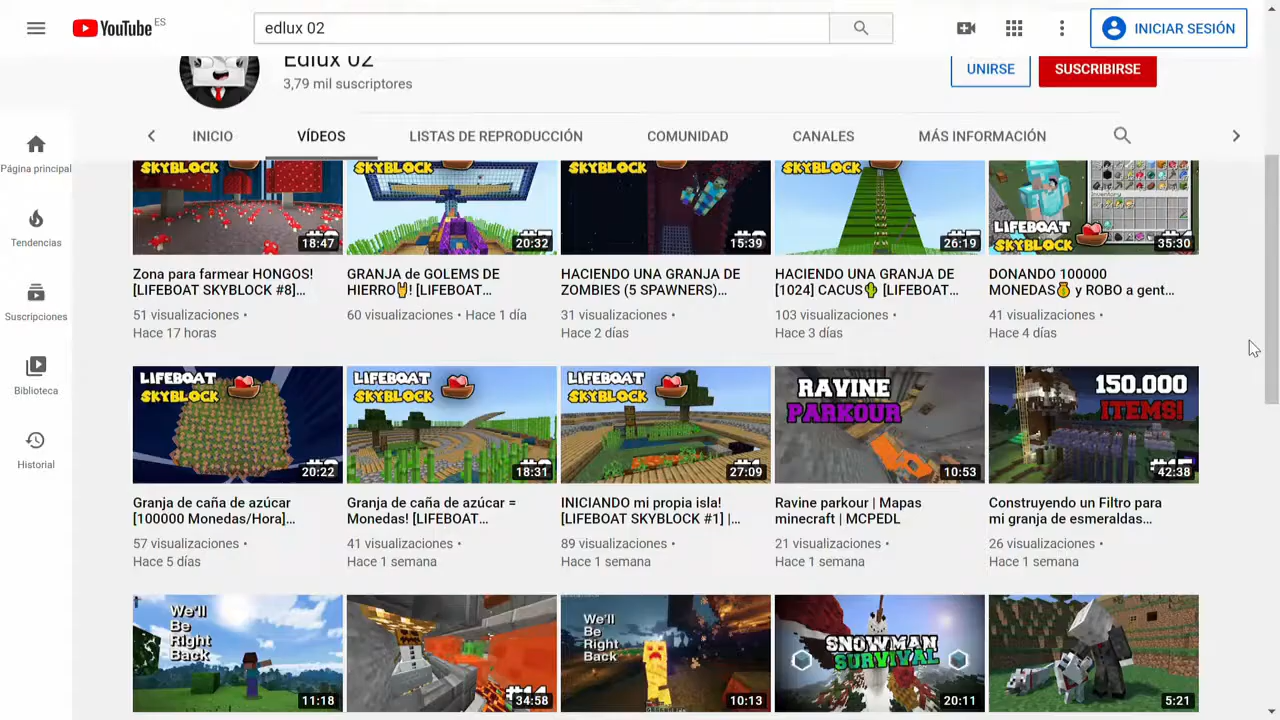 YouTube ES
edlux 02
INICIAR SESIÓN
Edlux 02
3,79 mil suscriptores
UNIRSE
SUSCRIBIRSE
INICIO
VÍDEOS
LISTAS DE REPRODUCCIÓN
COMUNIDAD
CANALES
MÁS INFORMACIÓN
Página principal
Tendencias
Suscripciones
Biblioteca
Historial
SKYBLOCK
18:47
SKYBLOCK
20:32
SKYBLOCK
15:39
SKYBLOCK
26:19
LIFEBOAT
SKYBLOCK
35:30
Zona para farmear HONGOS!
[LIFEBOAT SKYBLOCK #8]...
51 visualizaciones •
Hace 17 horas
GRANJA de GOLEMS DE
HIERRO🤘! [LIFEBOAT...
60 visualizaciones • Hace 1 día
HACIENDO UNA GRANJA DE
ZOMBIES (5 SPAWNERS)...
31 visualizaciones •
Hace 2 días
HACIENDO UNA GRANJA DE
[1024] CACUS🌵 [LIFEBOAT...
103 visualizaciones •
Hace 3 días
DONANDO 100000
MONEDAS💰 y ROBO a gent...
41 visualizaciones •
Hace 4 días
LIFEBOAT
SKYBLOCK
20:22
LIFEBOAT
SKYBLOCK
18:31
LIFEBOAT
SKYBLOCK
27:09
RAVINE
PARKOUR
10:53
150.000
ITEMS!
42:38
Granja de caña de azúcar
[100000 Monedas/Hora]...
57 visualizaciones •
Hace 5 días
Granja de caña de azúcar =
Monedas! [LIFEBOAT...
41 visualizaciones •
Hace 1 semana
INICIANDO mi propia isla!
[LIFEBOAT SKYBLOCK #1] |...
89 visualizaciones •
Hace 1 semana
Ravine parkour | Mapas
minecraft | MCPEDL
21 visualizaciones •
Hace 1 semana
Construyendo un Filtro para
mi granja de esmeraldas...
26 visualizaciones •
Hace 1 semana
We'll
Be
Right
Back
11:18
#14
34:58
We'll
Be
Right
Back
10:13
SNOWMAN
SURVIVAL
20:11
5:21